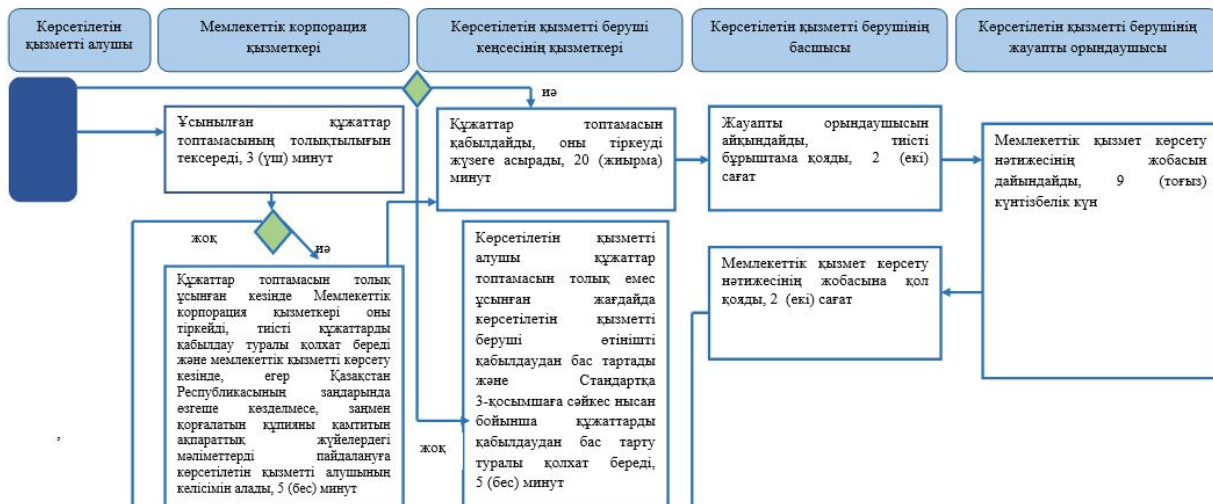 Көрсетілетін
қызметті алушы
Мемлекеттік корпорация
қызметкері
Көрсетілетін қызметті беруші
кеңсесінің қызметкері
Көрсетілетін қызметті берушінің
басшысы
Көрсетілетін қызметті берушінің
жауапты орындаушысы
иә
Ұсынылған құжаттар
топтамасының толықтылығын
тексереді, 3 (үш) минут
Құжаттар топтамасын
қабылдайды, оны тіркеуді
жүзеге асырады, 20 (жиырма)
минут
Жауапты орындаушысын
айқындайды, тиісті
бұрыштама қояды, 2 (екі)
сағат
Мемлекеттік қызмет көрсету
нәтижесінің жобасын
дайындайды, 9 (тоғыз)
күнтізбелік күн
жоқ
иә
Құжаттар топтамасын толық
ұсынған кезінде Мемлекеттік
корпорация қызметкері оны
тіркейді, тиісті құжаттарды
қабылдау туралы қолхат береді
және мемлекеттік қызметті көрсету
кезінде, егер Қазақстан
Республикасының заңдарында
өзгеше көзделмесе, заңмен
қорғалатын құпияны қамтитын
ақпараттық жүйелердегі
мәліметтерді пайдалануға
көрсетілетін қызметті алушының
келісімін алады, 5 (бес) минут
жоқ
Көрсетілетін қызметті
алушы құжаттар
топтамасын толық емес
ұсынған жағдайда
көрсетілетін қызметті
беруші өтінішті
қабылдаудан бас тартады
және Стандартқа
3-қосымшаға сәйкес нысан
бойынша құжаттарды
қабылдаудан бас тарту
туралы қолхат береді,
5 (бес) минут
Мемлекеттік қызмет көрсету
нәтижесінің жобасына қол
қояды, 2 (екі) сағат
,